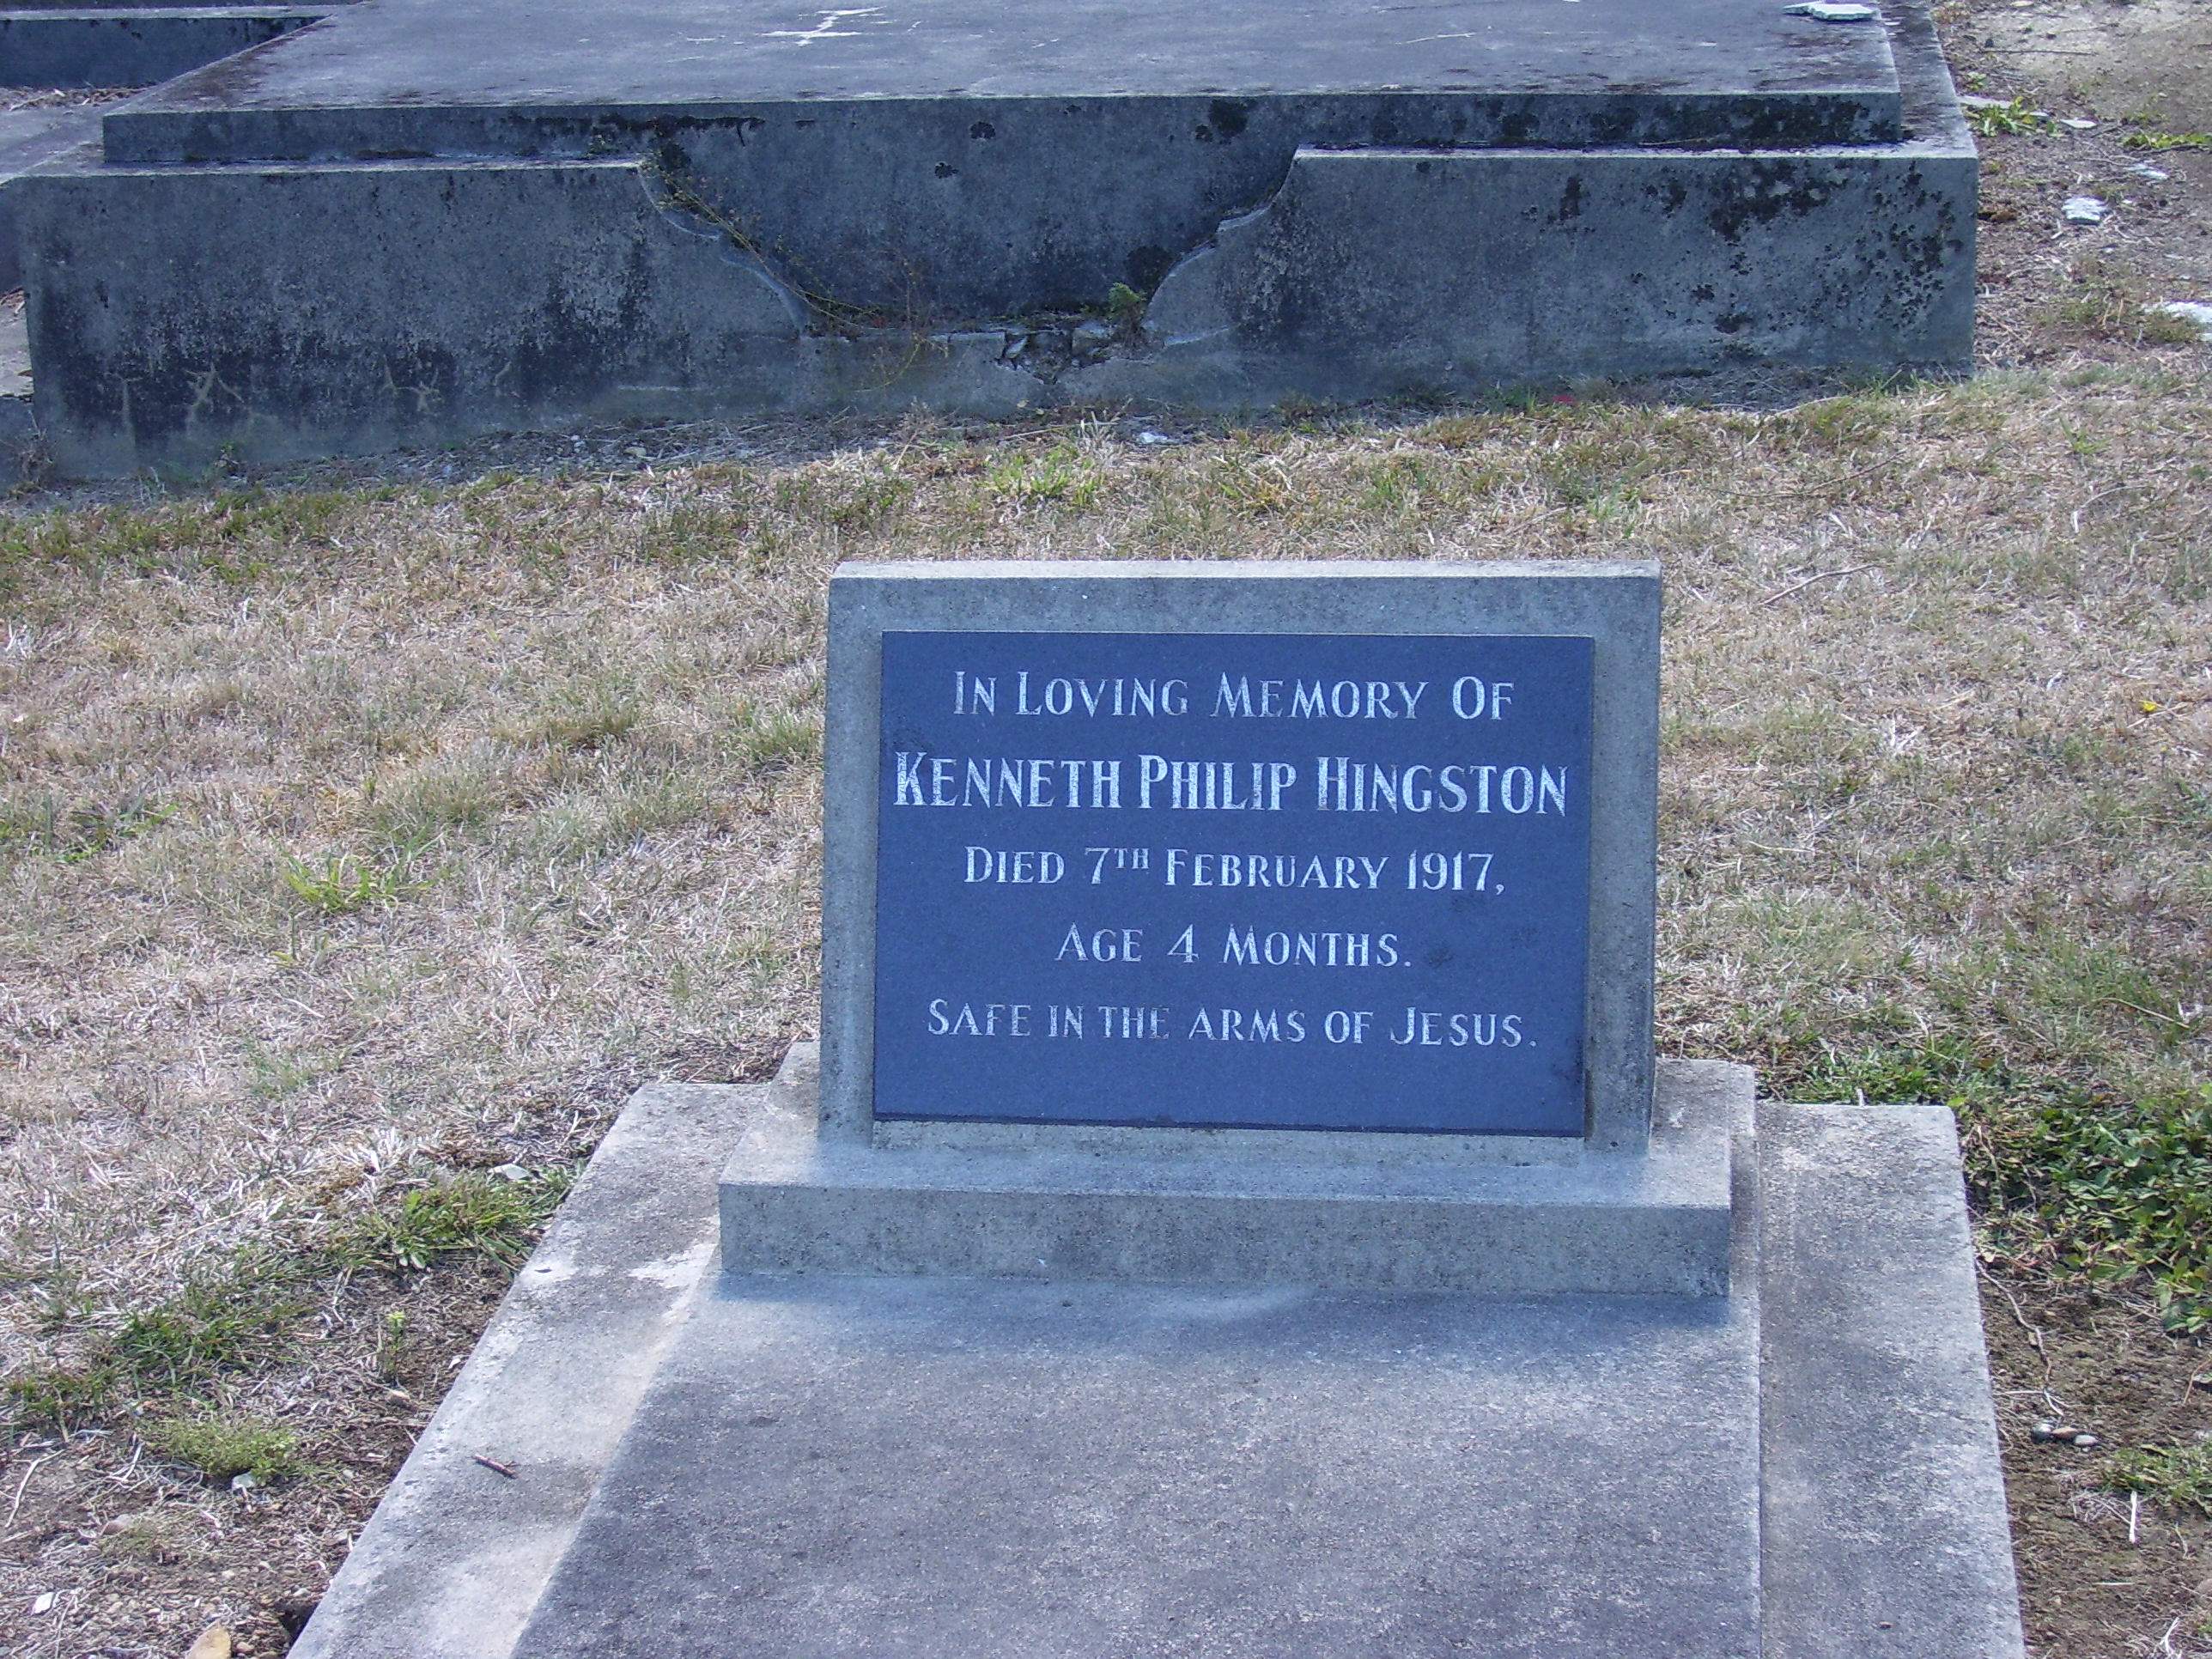 In Loving Memory Of
Kenneth Philip Hingston
Died 7th February 1917,
Age 4 Months.
Safe in the arms of Jesus.